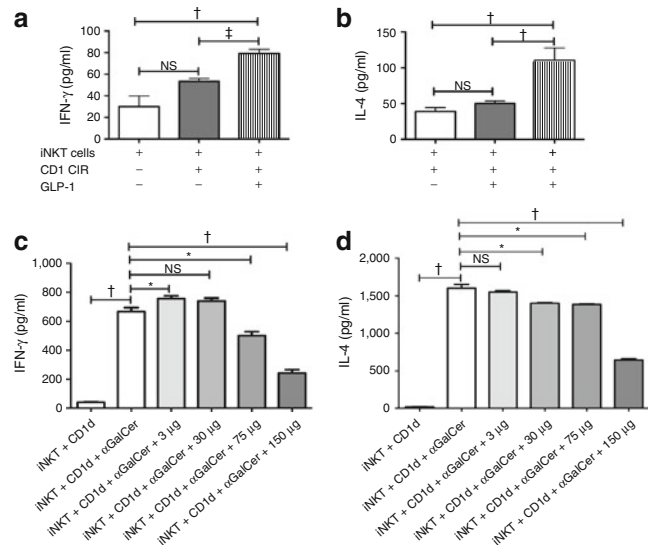 a
b
†
‡
NS
IFN-γ (pg/ml)
100
80
60
40
20
0
†
†
NS
IL-4 (pg/ml)
150
100
50
0
iNKT cells + + + + + +
CD1 CIR – + + + + +
GLP-1 – – + – + +
c
d
†
*
NS
*
†
IFN-γ (pg/ml)
1,000
800
600
400
200
0
†
*
*
NS
†
IL-4 (pg/ml)
2,000
1,500
1,000
500
0
iNKT + CD1d
iNKT + CD1d + αGalCer
iNKT + CD1d + αGalCer + 3 µg
iNKT + CD1d + αGalCer + 30 µg
iNKT + CD1d + αGalCer + 75 µg
iNKT + CD1d + αGalCer + 150 µg
iNKT + CD1d
iNKT + CD1d + αGalCer
iNKT + CD1d + αGalCer + 3 µg
iNKT + CD1d + αGalCer + 30 µg
iNKT + CD1d + αGalCer + 75 µg
iNKT + CD1d + αGalCer + 150 µg